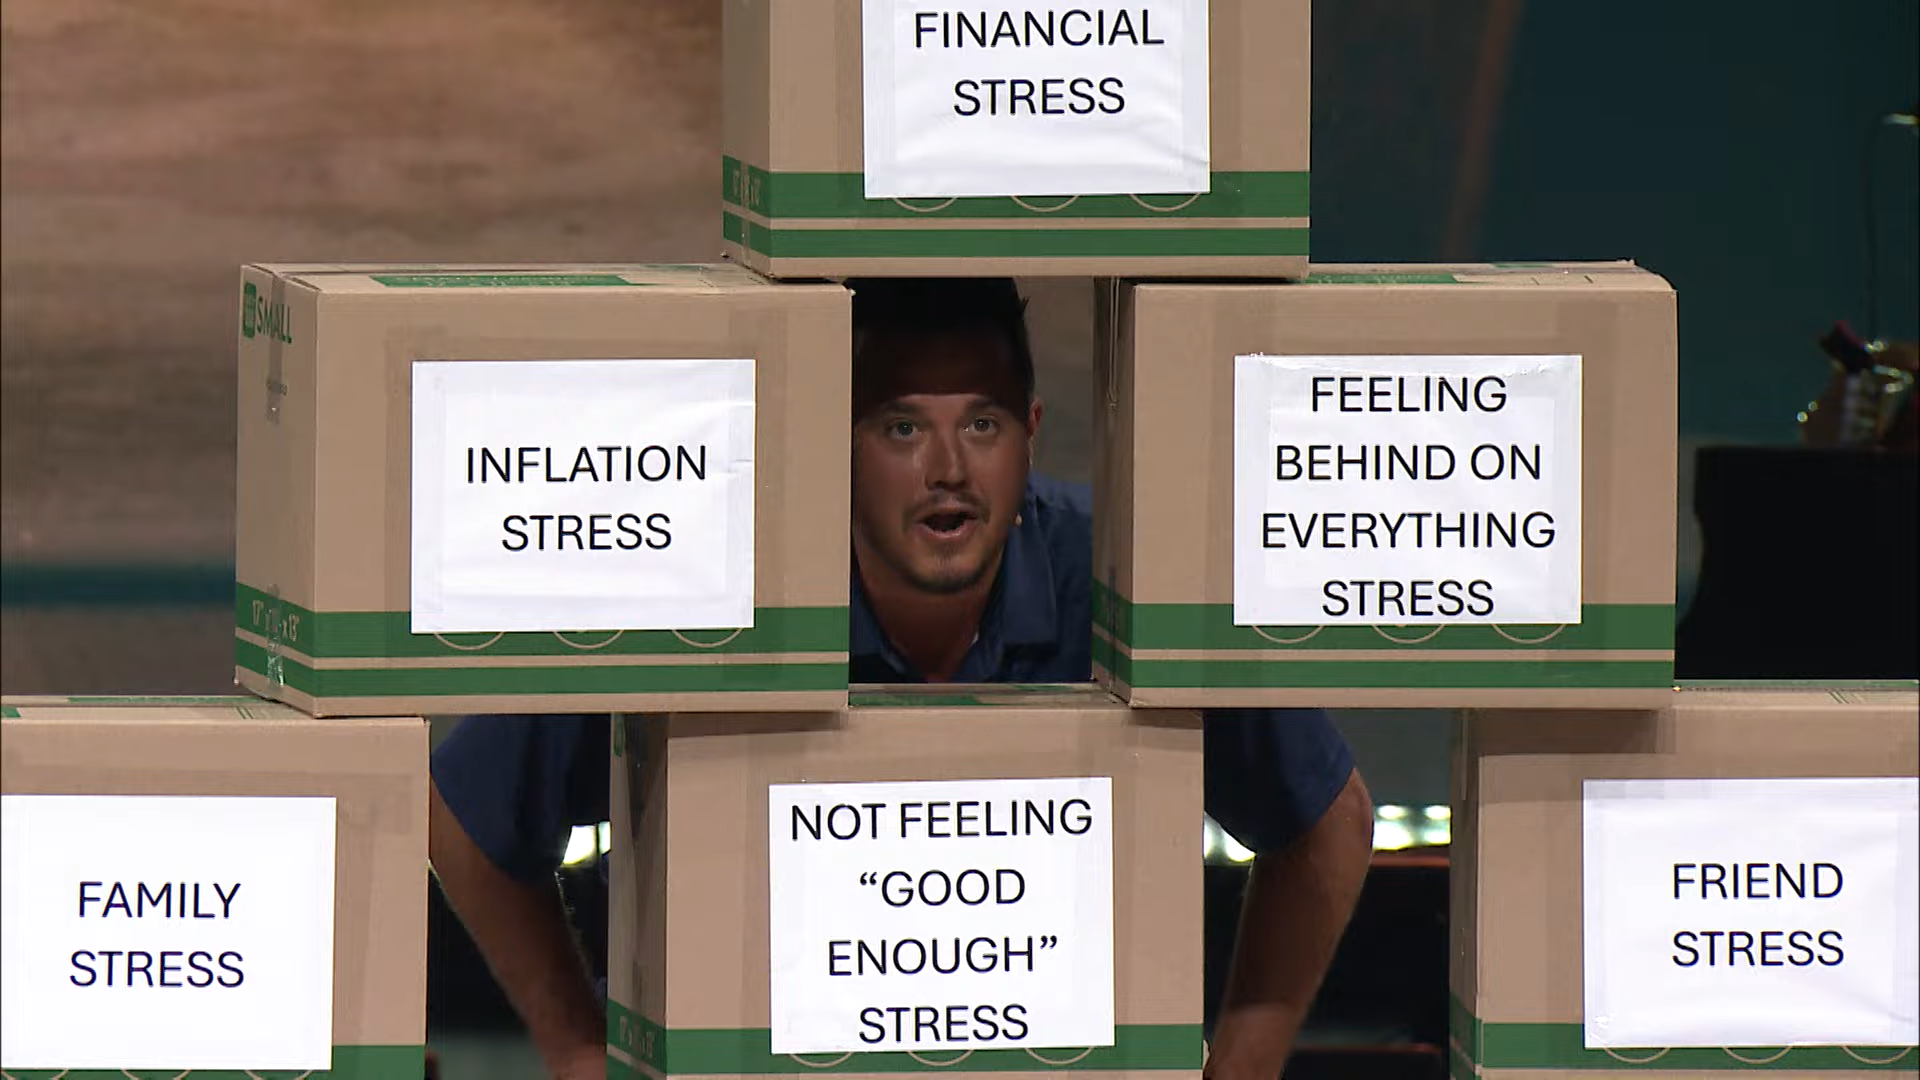 FINANCIAL
STRESS
SMALL
INFLATION
STRESS
FEELING
BEHIND ON
EVERYTHING
STRESS
FAMILY
STRESS
NOT FEELING
“GOOD
ENOUGH”
STRESS
FRIEND
STRESS